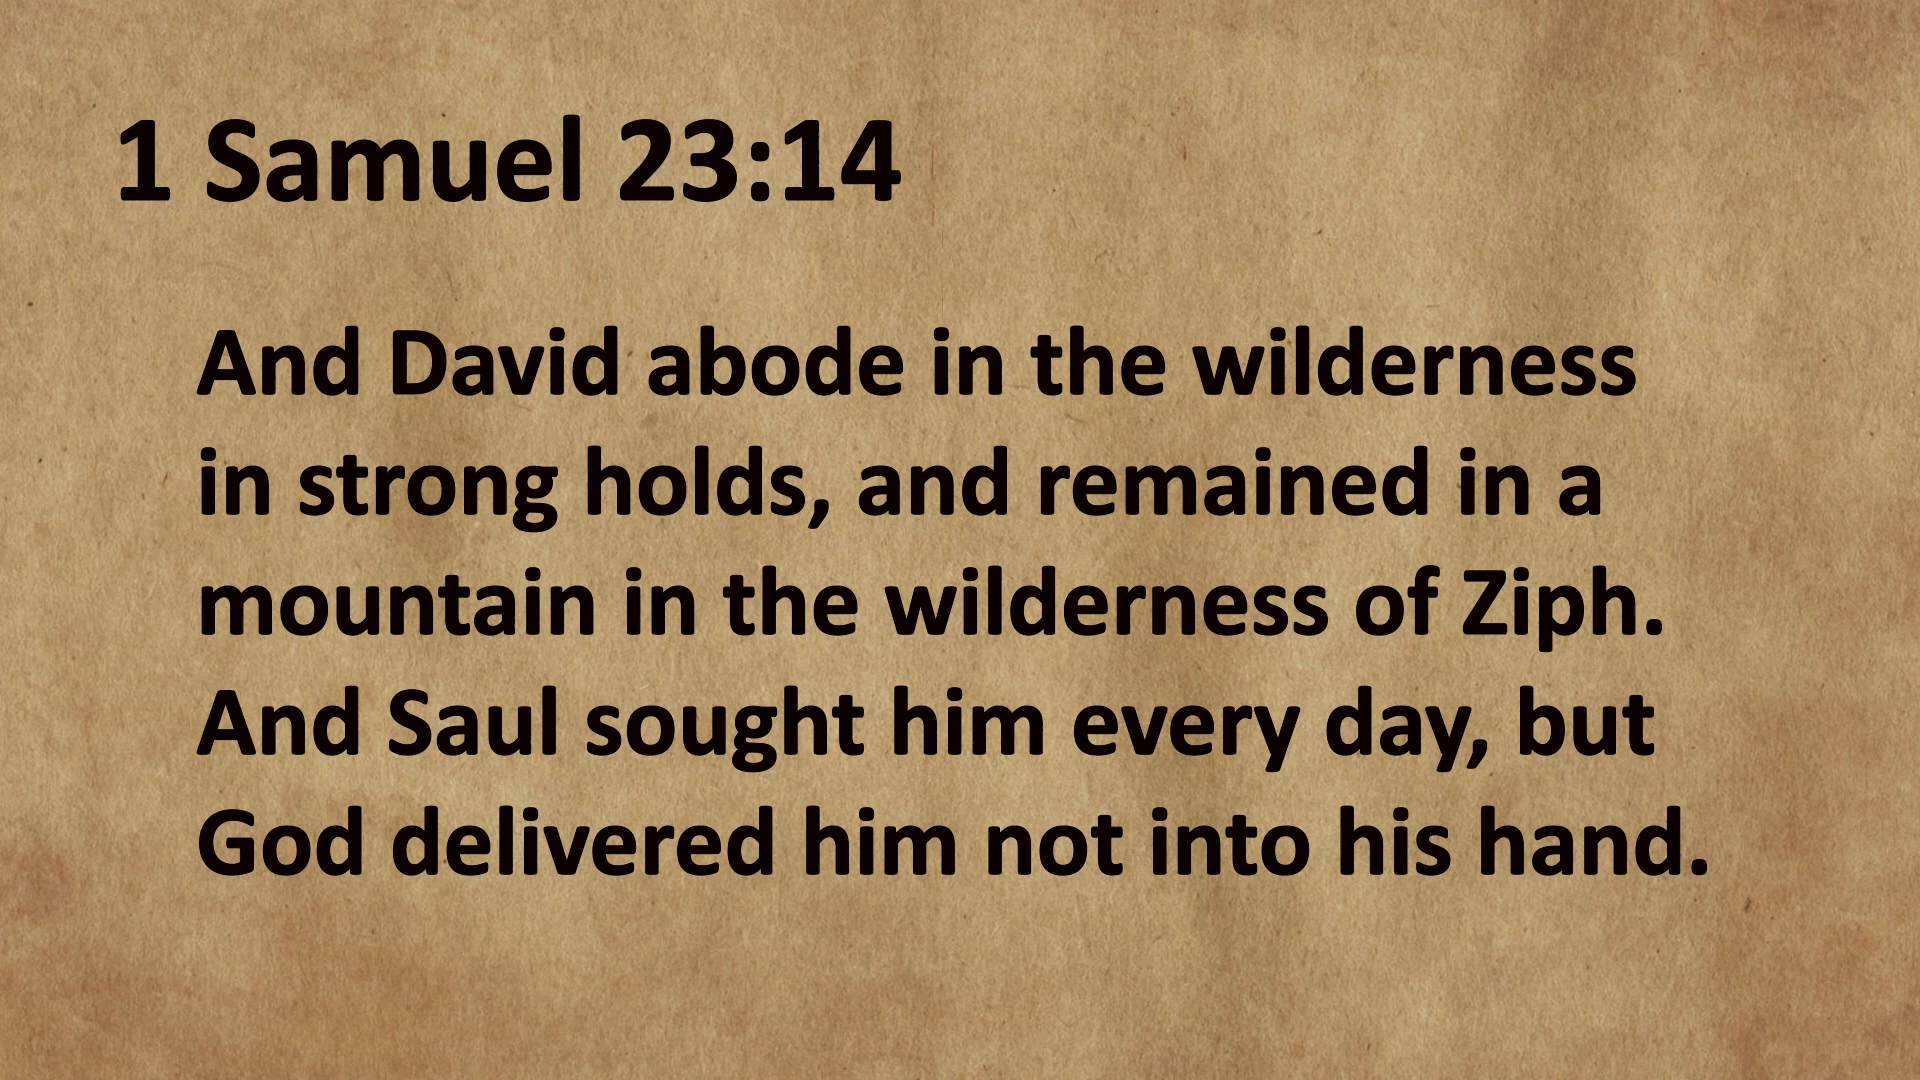 1 Samuel 23:14
And David abode in the wilderness
in strong holds, and remained in a
mountain in the wilderness of Ziph.
And Saul sought him every day, but
God delivered him not into his hand.